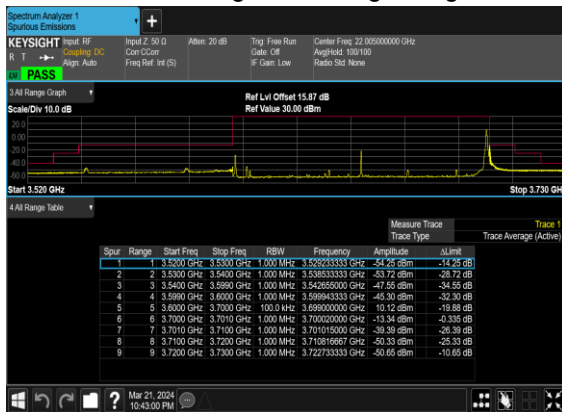 Spectrum Analyzer 1
Spurious Emissions
KEYSIGHT Input: RF Input Z: 50 Ω Atten: 20 dB Trig: Free Run Center Freq: 22.005000000 GHz
R T Coupling: DC Corr CCorr Gate: Off Avg|Hold: 100/100
Align: Auto Freq Ref: Int (S) IF Gain: Low Radio Std: None
PASS
3 All Range Graph
Ref Lvl Offset 15.87 dB
Scale/Div 10.0 dB Ref Value 30.00 dBm
20.0
0.00
-20.0
-40.0
-60.0
Start 3.520 GHz Stop 3.730 GHz
4 All Range Table
Measure Trace Trace 1
Trace Type Trace Average (Active)
Spur Range Start Freq Stop Freq RBW Frequency Amplitude ΔLimit
1 1 3.5200 GHz 3.5300 GHz 1.000 MHz 3.529233333 GHz -54.25 dBm -14.25 dB
2 2 3.5300 GHz 3.5400 GHz 1.000 MHz 3.538533333 GHz -53.72 dBm -28.72 dB
3 3 3.5400 GHz 3.5990 GHz 1.000 MHz 3.542655000 GHz -47.55 dBm -34.55 dB
4 4 3.5990 GHz 3.6000 GHz 1.000 MHz 3.599943333 GHz -45.30 dBm -32.30 dB
5 5 3.6000 GHz 3.7000 GHz 100.0 kHz 3.699000000 GHz 10.12 dBm -19.88 dB
6 6 3.7000 GHz 3.7010 GHz 1.000 MHz 3.700020000 GHz -13.34 dBm -0.335 dB
7 7 3.7010 GHz 3.7100 GHz 1.000 MHz 3.701015000 GHz -39.39 dBm -26.39 dB
8 8 3.7100 GHz 3.7200 GHz 1.000 MHz 3.710816667 GHz -50.33 dBm -25.33 dB
9 9 3.7200 GHz 3.7300 GHz 1.000 MHz 3.722733333 GHz -50.65 dBm -10.65 dB
Mar 21, 2024
10:43:00 PM